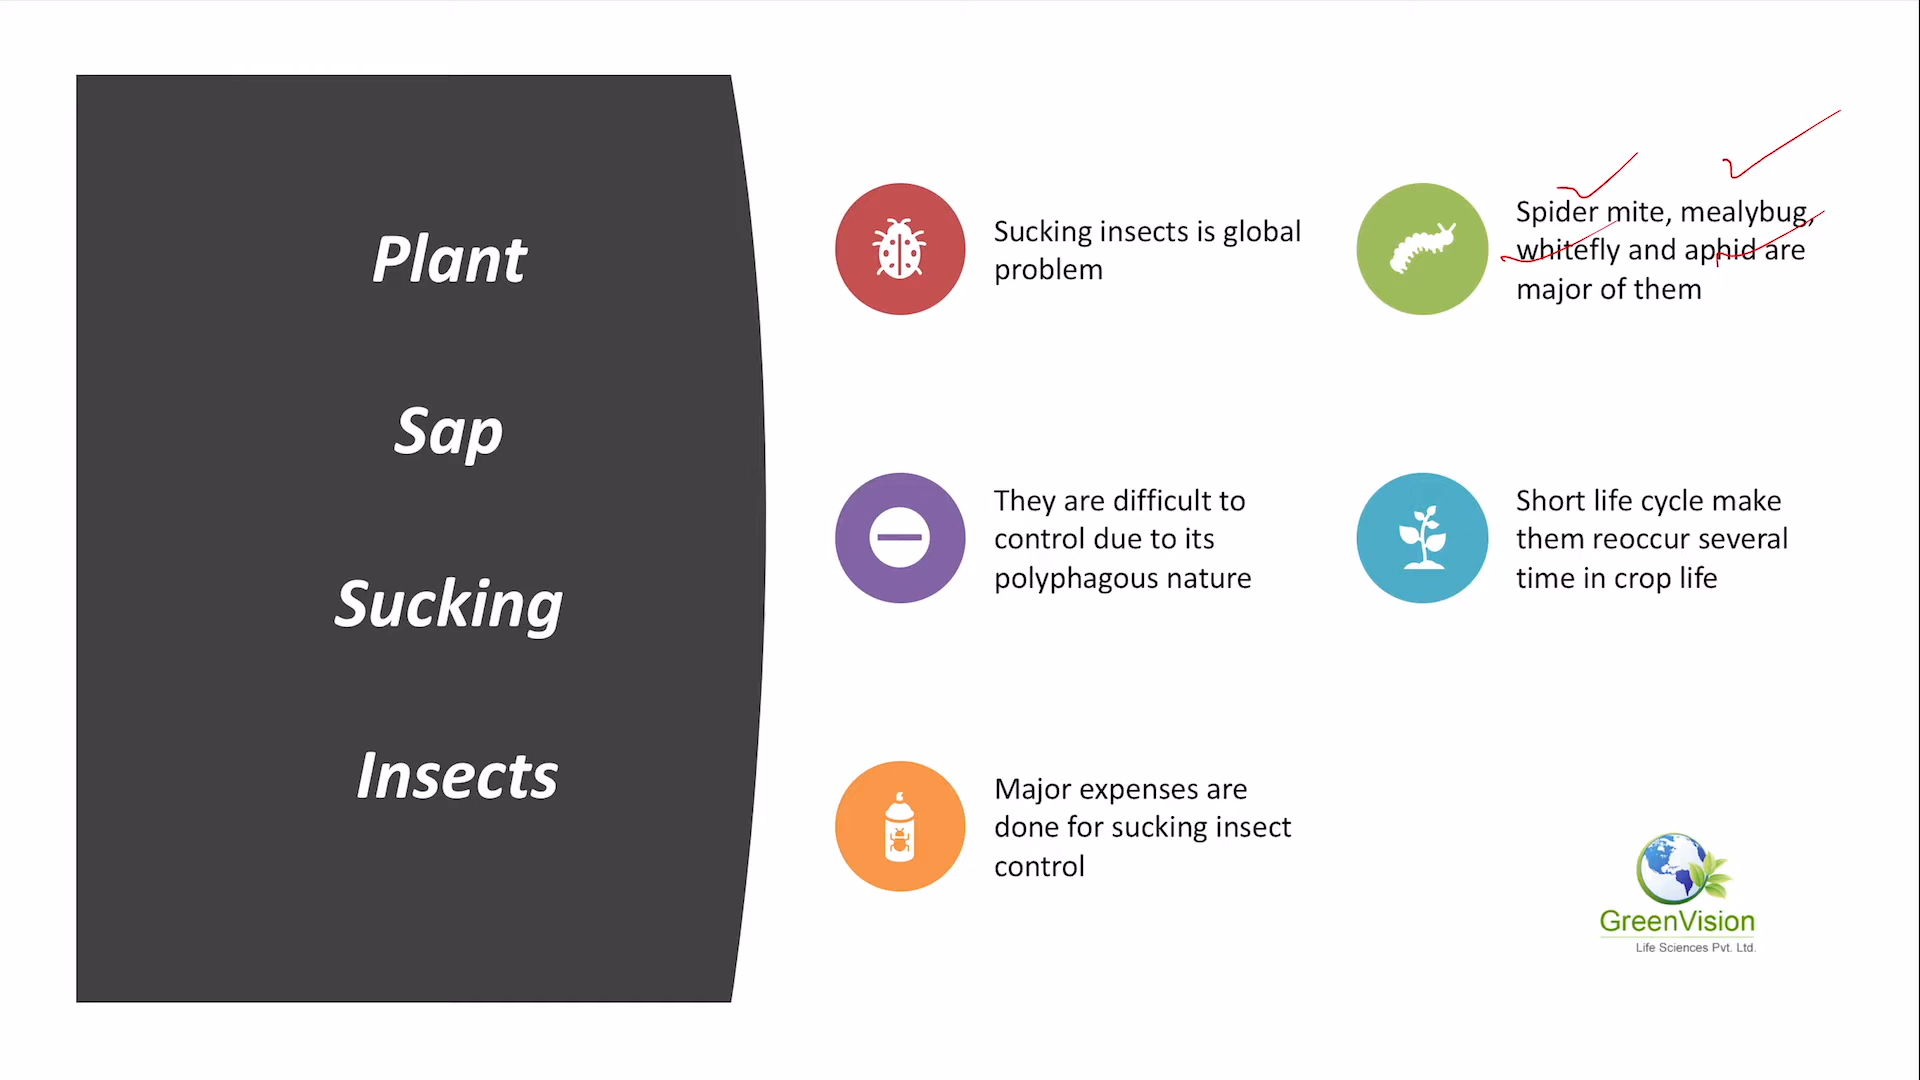 Plant
Sap
Sucking
Insects
Sucking insects is global
problem
Spider mite, mealybug,
whitefly and aphid are
major of them
They are difficult to
control due to its
polyphagous nature
Short life cycle make
them reoccur several
time in crop life
Major expenses are
done for sucking insect
control
GreenVision
Life Sciences Pvt. Ltd.